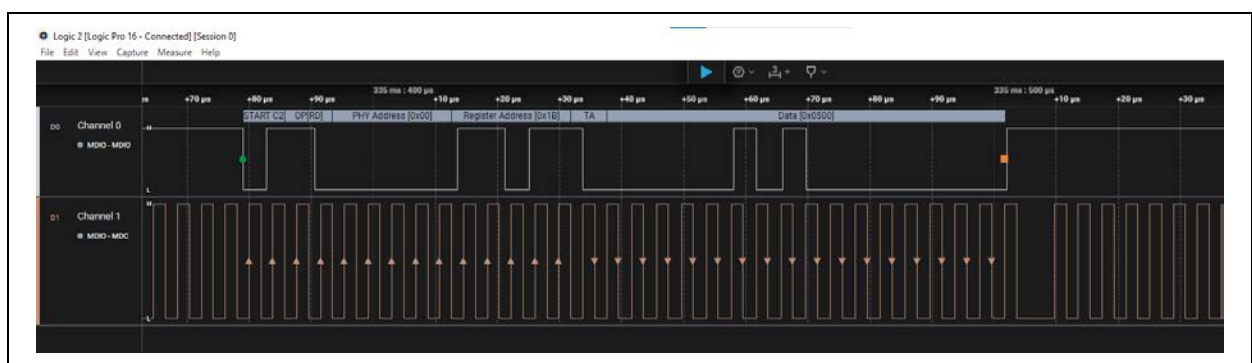 Logic 2 [Logic Pro 16 - Connected] [Session 0]
File Edit View Capture Measure Help
335 ms : 400 µs 335 ms : 500 µs
+70 µs +80 µs +90 µs +10 µs +20 µs +30 µs +40 µs +50 µs +60 µs +70 µs +80 µs +90 µs +10 µs +20 µs +30 µs
START C2 OP[RD] PHY Address [0x00] Register Address [0x1B] TA Data [0x0500]
D0 Channel 0 H
MDIO - MDIO
L
D1 Channel 1 H
MDIO - MDC
L